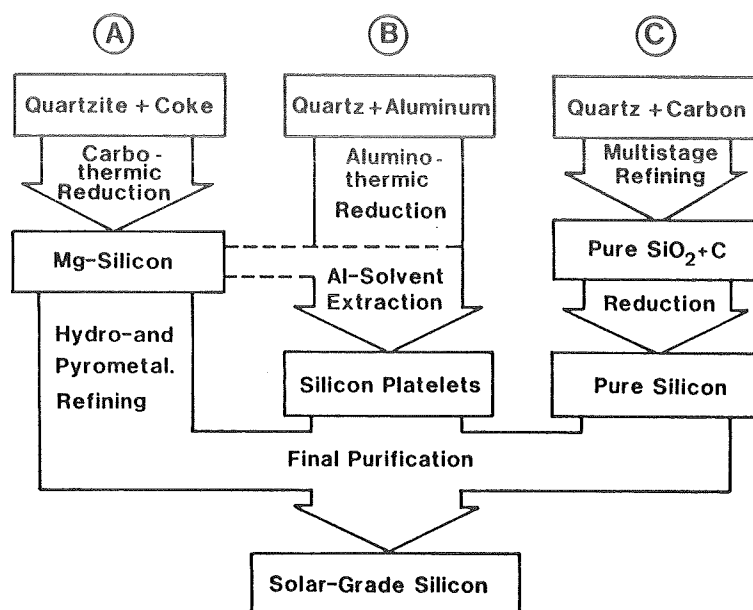 A
B
C
Quartzite + Coke
Quartz + Aluminum
Quartz + Carbon
Carbo-
thermic
Reduction
Alumino-
thermic
Reduction
Multistage
Refining
Mg-Silicon
Pure SiO₂+C
Al-Solvent
Extraction
Reduction
Hydro-and
Pyrometal.
Refining
Silicon Platelets
Pure Silicon
Final Purification
Solar-Grade Silicon